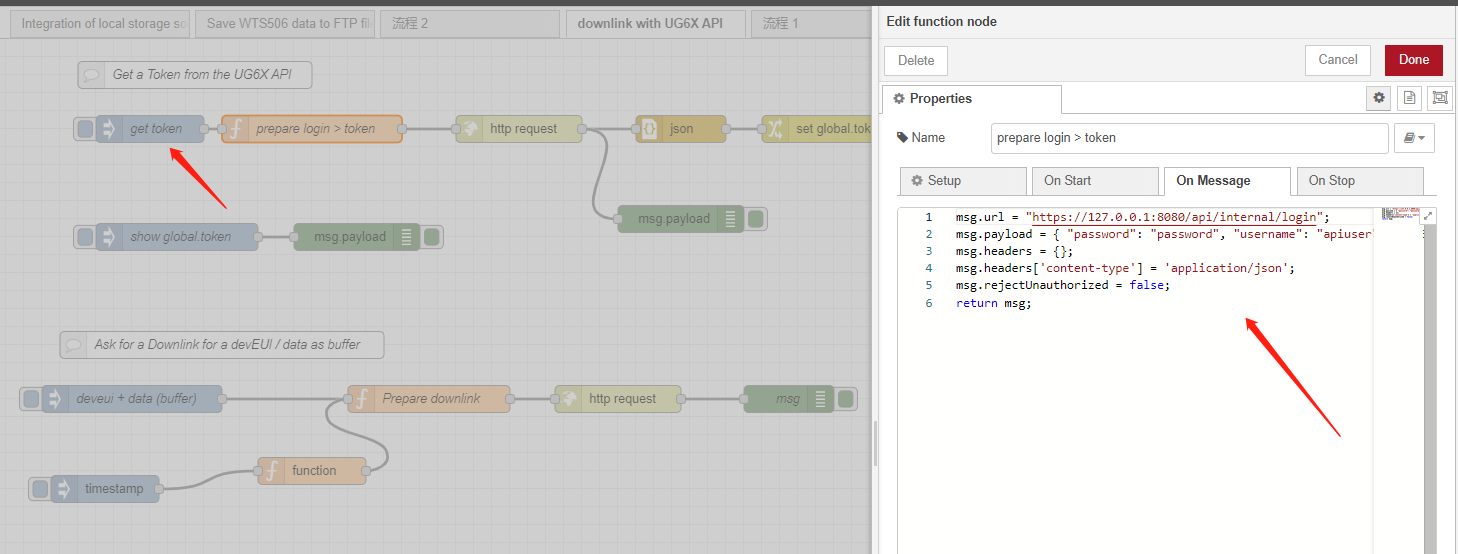 Integration of local storage so
Save WTS506 data to FTP fil
流程 2
downlink with UG6X API
流程 1
Get a Token from the UG6X API
get token
prepare login > token
http request
json
set global.tok
msg.payload
show global.token
msg.payload
Ask for a Downlink for a devEUI / data as buffer
deveui + data (buffer)
Prepare downlink
http request
msg
timestamp
function
Edit function node
Delete
Cancel
Done
Properties
Name
prepare login > token
Setup
On Start
On Message
On Stop
1 msg.url = "https://127.0.0.1:8080/api/internal/login";
2 msg.payload = { "password": "password", "username": "apiuser"
3 msg.headers = {};
4 msg.headers['content-type'] = 'application/json';
5 msg.rejectUnauthorized = false;
6 return msg;